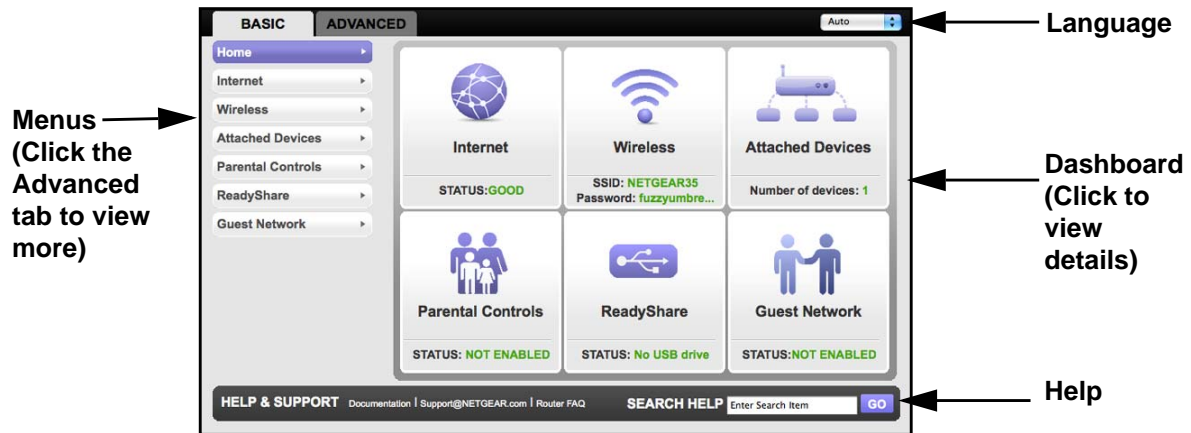 BASIC
ADVANCED
Auto
Language
Home
Internet
Wireless
Attached Devices
Parental Controls
ReadyShare
Guest Network
Menus
(Click the
Advanced
tab to view
more)
Internet
STATUS:GOOD
Wireless
SSID: NETGEAR35
Password: fuzzyumbre...
Attached Devices
Number of devices: 1
Parental Controls
STATUS: NOT ENABLED
ReadyShare
STATUS: No USB drive
Guest Network
STATUS:NOT ENABLED
Dashboard
(Click to
view
details)
HELP & SUPPORT Documentation | Support@NETGEAR.com | Router FAQ SEARCH HELP Enter Search Item GO
Help